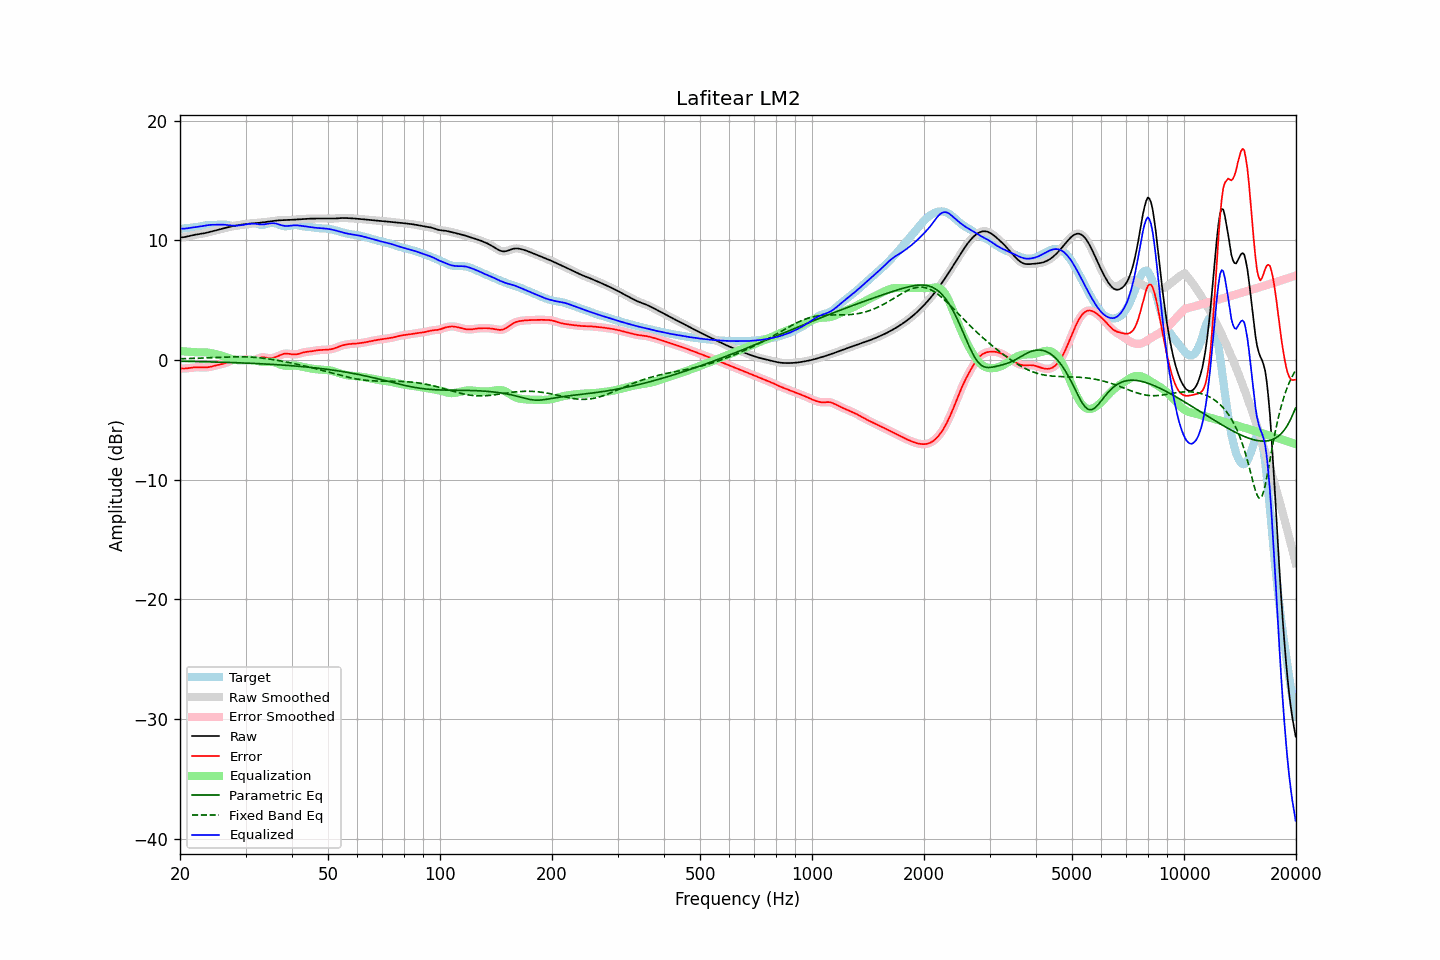 Lafitear LM2
20
10
0
−10
−20
−30
−40
Amplitude (dBr)
Target
Raw Smoothed
Error Smoothed
Raw
Error
Equalization
Parametric Eq
Fixed Band Eq
Equalized
20 50 100 200 500 1000 2000 5000 10000 20000
Frequency (Hz)